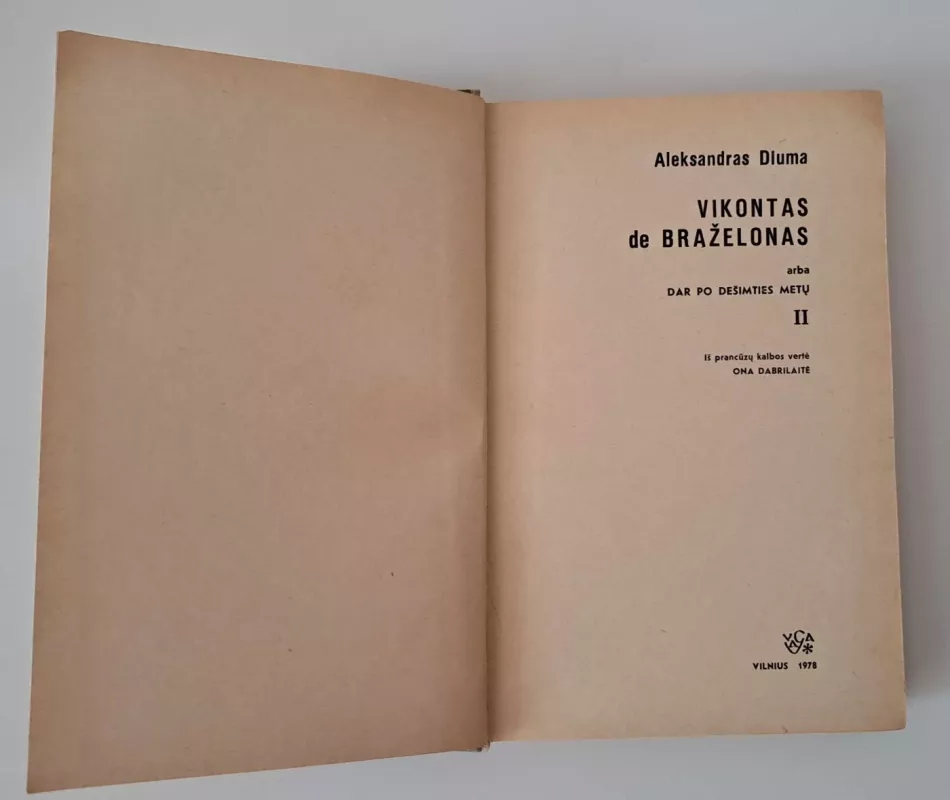 Aleksandras Diuma
VIKONTAS
de BRAŽELONAS
arba
DAR PO DEŠIMTIES METŲ
II
Iš prancūzų kalbos vertė
ONA DABRILAITĖ
VAGA
VILNIUS 1978